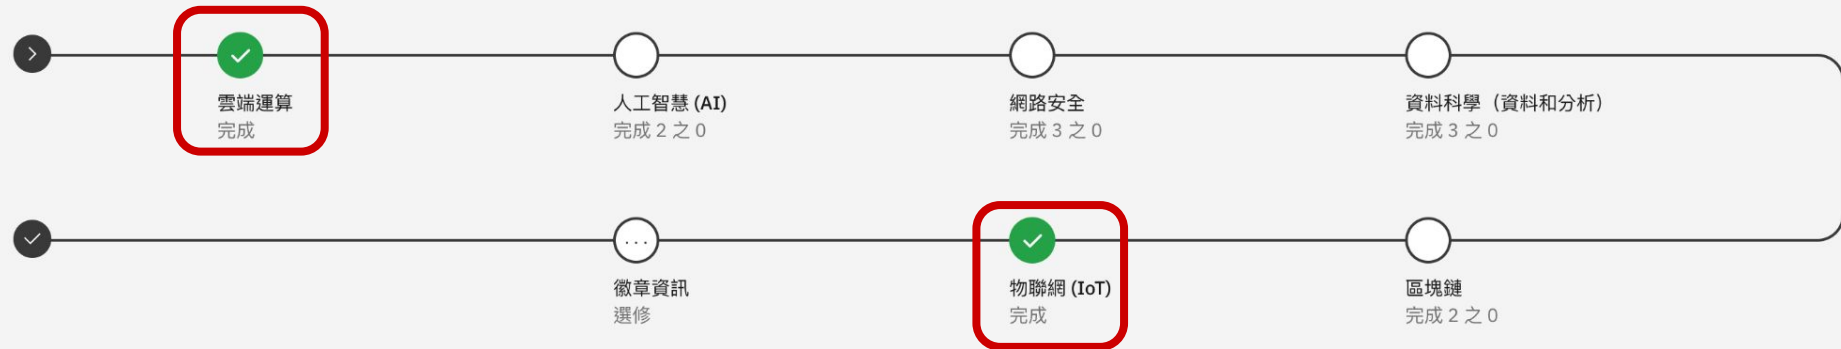 雲端運算
完成
人工智慧 (AI)
完成 2 之 0
網路安全
完成 3 之 0
資料科學（資料和分析）
完成 3 之 0
徽章資訊
選修
物聯網 (IoT)
完成
區塊鏈
完成 2 之 0